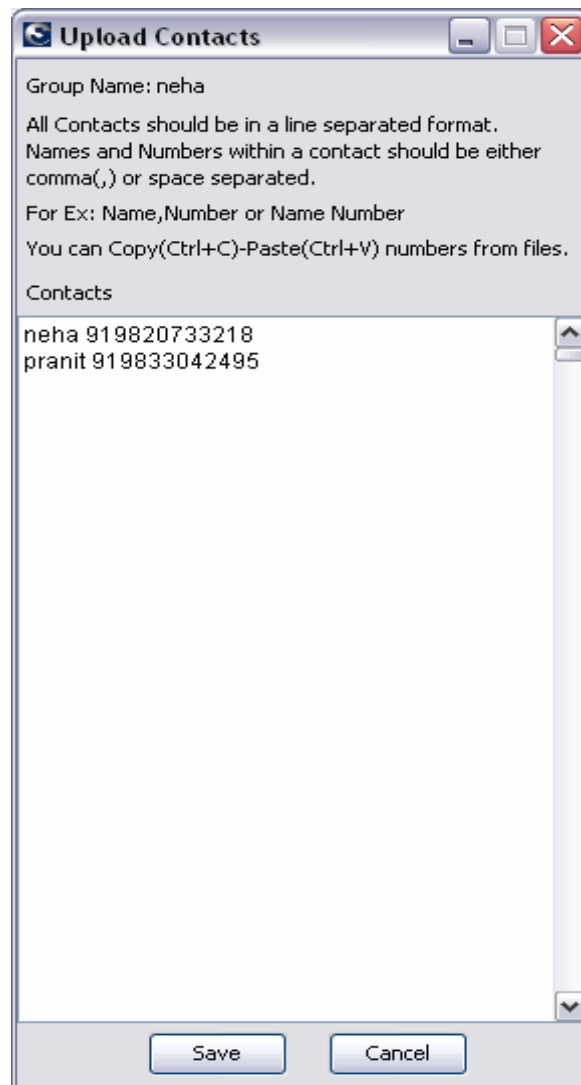 Upload Contacts
Group Name: neha
All Contacts should be in a line separated format.
Names and Numbers within a contact should be either
comma(,) or space separated.
For Ex: Name,Number or Name Number
You can Copy(Ctrl+C)-Paste(Ctrl+V) numbers from files.
Contacts
neha 919820733218
pranit 919833042495
Save Cancel